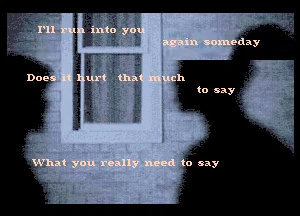 I'll run into you
again someday
Does it hurt that much
to say
What you really need to say